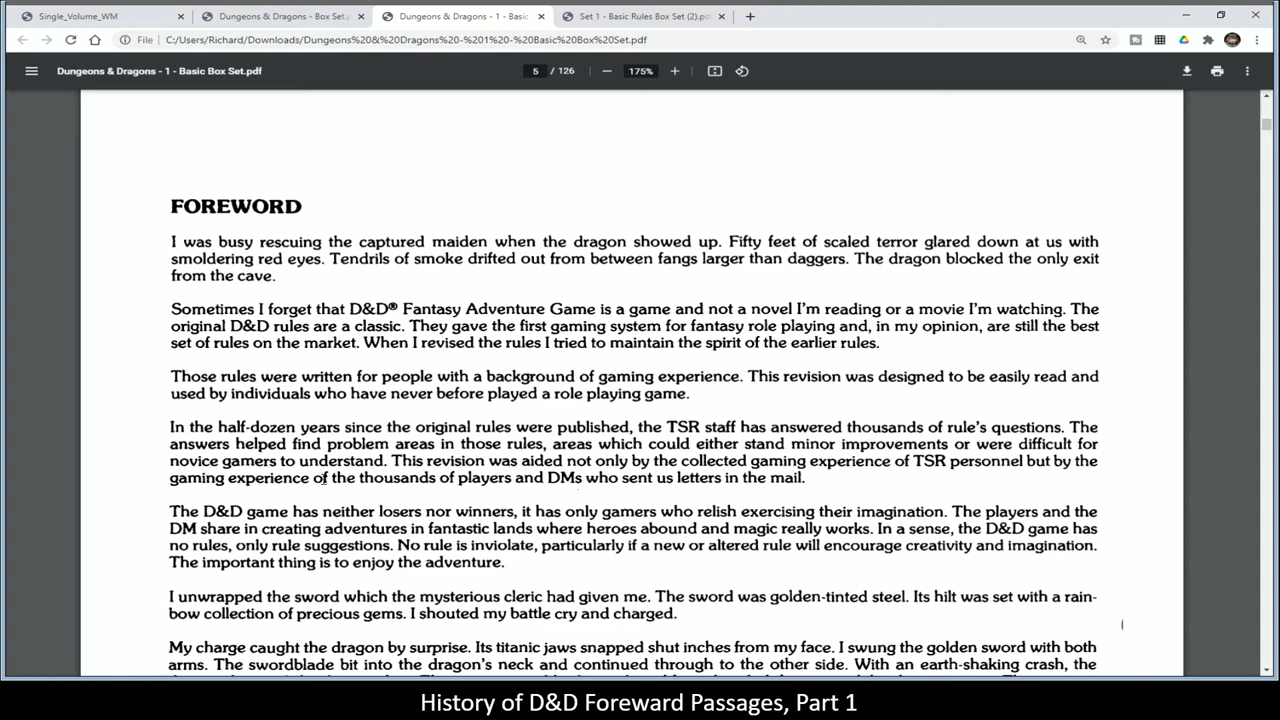 Single_Volume_WM
Dungeons & Dragons - Box Set.p
Dungeons & Dragons - 1 - Basic
Set 1 - Basic Rules Box Set (2).pd
File
C:/Users/Richard/Downloads/Dungeons%20&%20Dragons%20-%201%20-%20Basic%20Box%20Set.pdf
Dungeons & Dragons - 1 - Basic Box Set.pdf
5 / 126
175%
FOREWORD
I was busy rescuing the captured maiden when the dragon showed up. Fifty feet of scaled terror glared down at us with
smoldering red eyes. Tendrils of smoke drifted out from between fangs larger than daggers. The dragon blocked the only exit
from the cave.
Sometimes I forget that D&D® Fantasy Adventure Game is a game and not a novel I'm reading or a movie I'm watching. The
original D&D rules are a classic. They gave the first gaming system for fantasy role playing and, in my opinion, are still the best
set of rules on the market. When I revised the rules I tried to maintain the spirit of the earlier rules.
Those rules were written for people with a background of gaming experience. This revision was designed to be easily read and
used by individuals who have never before played a role playing game.
In the half-dozen years since the original rules were published, the TSR staff has answered thousands of rule's questions. The
answers helped find problem areas in those rules, areas which could either stand minor improvements or were difficult for
novice gamers to understand. This revision was aided not only by the collected gaming experience of TSR personnel but by the
gaming experience of the thousands of players and DMs who sent us letters in the mail.
The D&D game has neither losers nor winners, it has only gamers who relish exercising their imagination. The players and the
DM share in creating adventures in fantastic lands where heroes abound and magic really works. In a sense, the D&D game has
no rules, only rule suggestions. No rule is inviolate, particularly if a new or altered rule will encourage creativity and imagination.
The important thing is to enjoy the adventure.
I unwrapped the sword which the mysterious cleric had given me. The sword was golden-tinted steel. Its hilt was set with a rain-
bow collection of precious gems. I shouted my battle cry and charged.
My charge caught the dragon by surprise. Its titanic jaws snapped shut inches from my face. I swung the golden sword with both
arms. The swordblade bit into the dragon's neck and continued through to the other side. With an earth-shaking crash, the
History of D&D Foreward Passages, Part 1